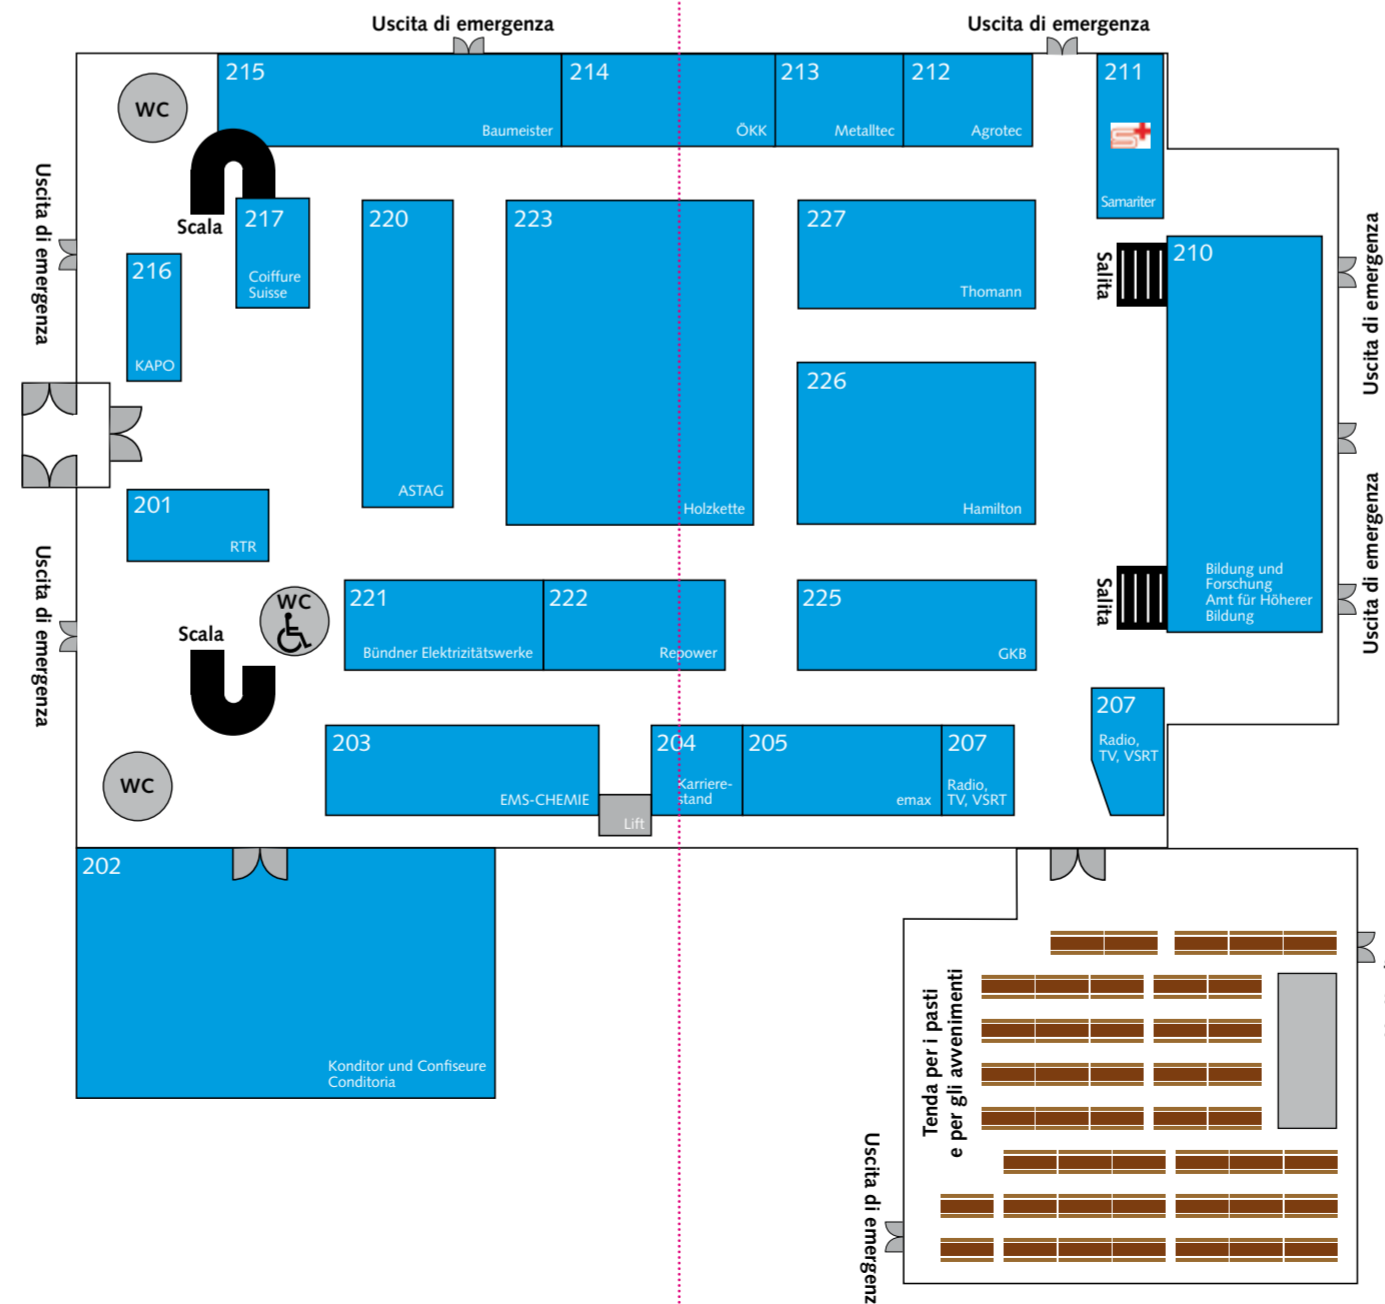 Uscita di emergenza
Uscita di emergenza
215
Baumeister
214
ÖKK
213
Metalltec
212
Agrotec
211
Samariter
WC
Scala
Uscita di emergenza
217
Coiffure
Suisse
216
KAPO
220
ASTAG
223
Holzkette
227
Thomann
226
Hamilton
Salita
210
Bildung und
Forschung
Amt für Höherer
Bildung
Salita
Uscita di emergenza
Uscita di emergenza
201
RTR
Uscita di emergenza
WC
Scala
221
Bündner Elektrizitätswerke
222
Repower
225
GKB
WC
203
EMS-CHEMIE
Lift
204
Karriere-
stand
205
emax
207
Radio,
TV, VSRT
207
Radio,
TV, VSRT
202
Konditor und Confiseure
Conditoria
Tenda per i pasti
e per gli avvenimenti
Uscita di emergenz